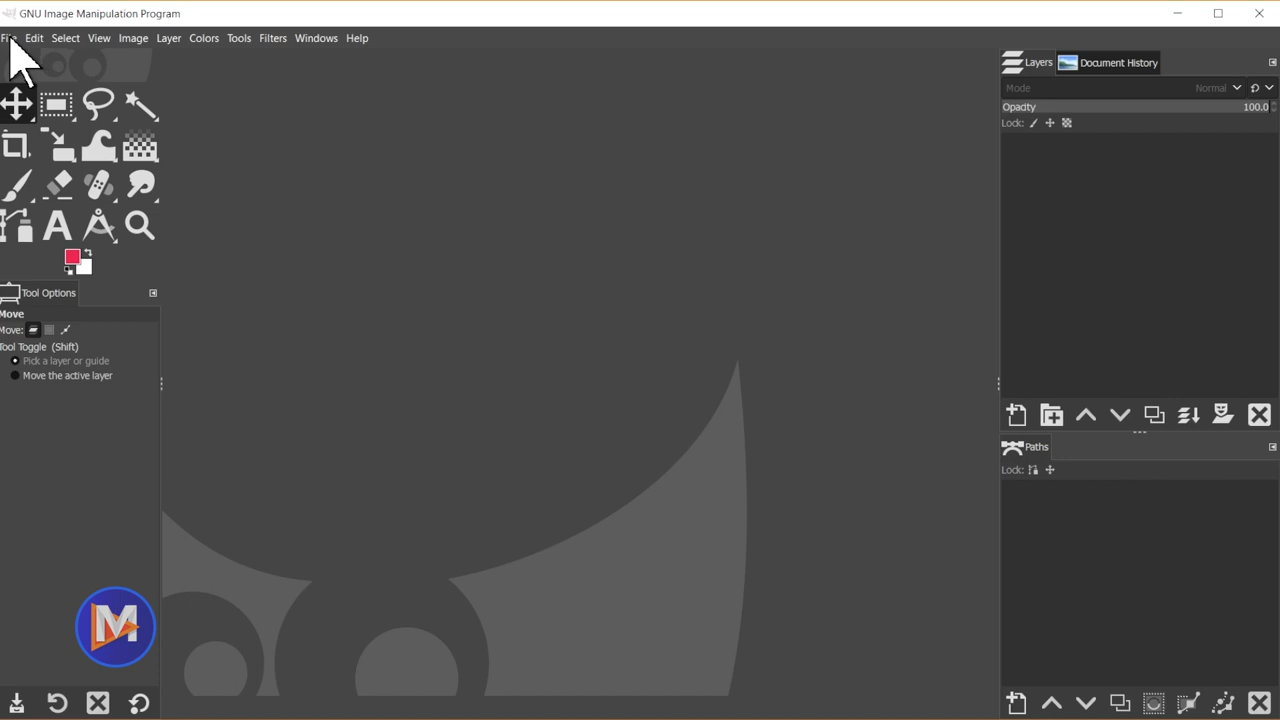 GNU Image Manipulation Program
File Edit Select View Image Layer Colors Tools Filters Windows Help
Layers Document History
Mode Normal
Opacity 100.0
Lock:
Tool Options
Move
Move:
Tool Toggle (Shift)
Pick a layer or guide
Move the active layer
Paths
Lock:
M